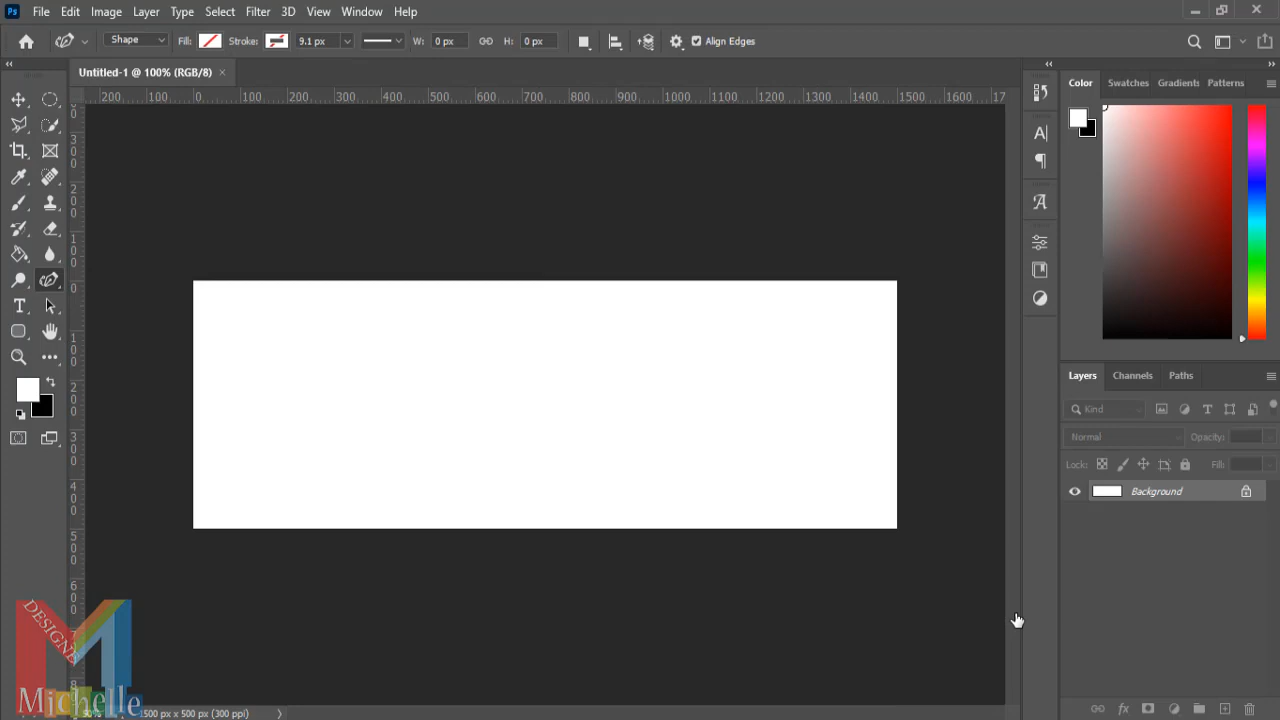 Ps File Edit Image Layer Type Select Filter 3D View Window Help
Shape Fill: Stroke: 9.1 px W: 0 px H: 0 px Align Edges
Untitled-1 @ 100% (RGB/8) ×
200 100 0 100 200 300 400 500 600 700 800 900 1000 1100 1200 1300 1400 1500 1600 17
Color Swatches Gradients Patterns
Layers Channels Paths
Kind
Normal Opacity:
Lock: Fill:
Background
DESIGNE
Michelle
1500 px x 500 px (300 ppi)